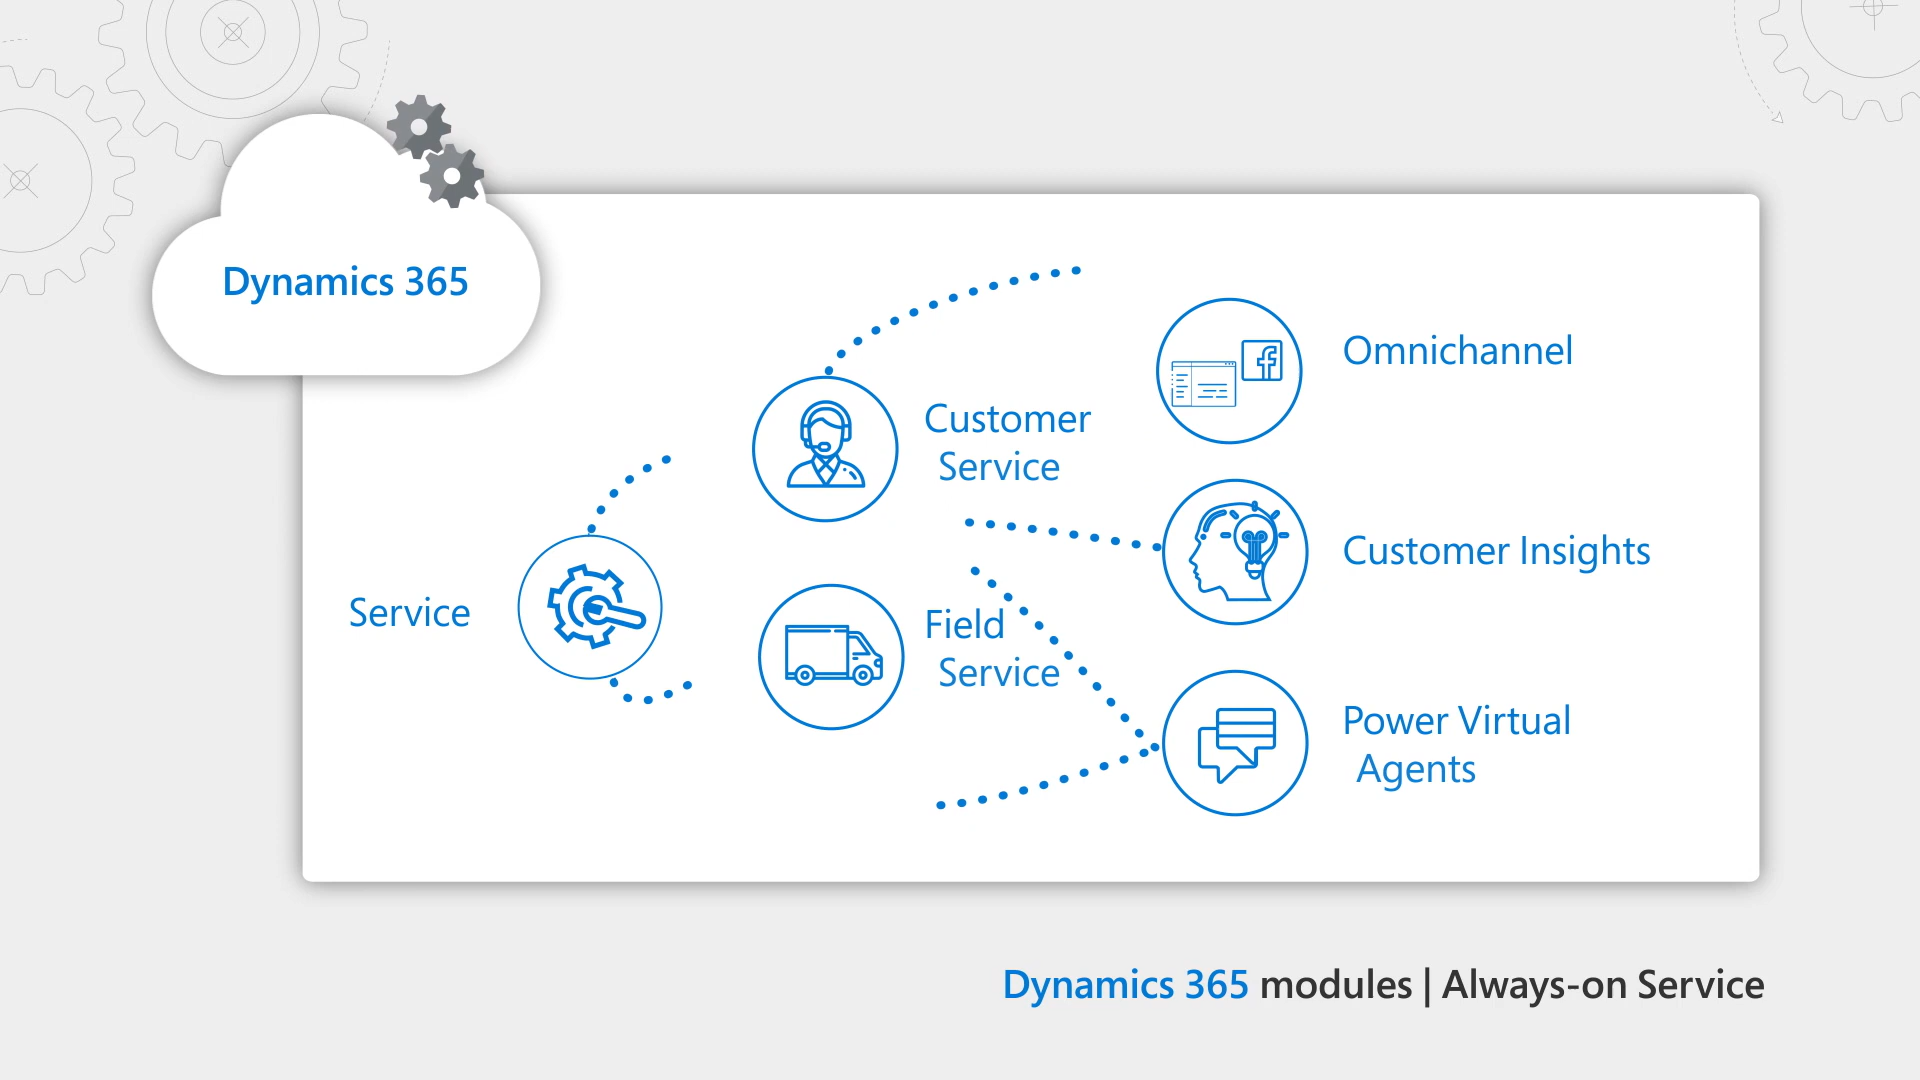 Dynamics 365
Omnichannel
Customer
Service
Customer Insights
Service
Field
Service
Power Virtual
Agents
Dynamics 365 modules | Always-on Service